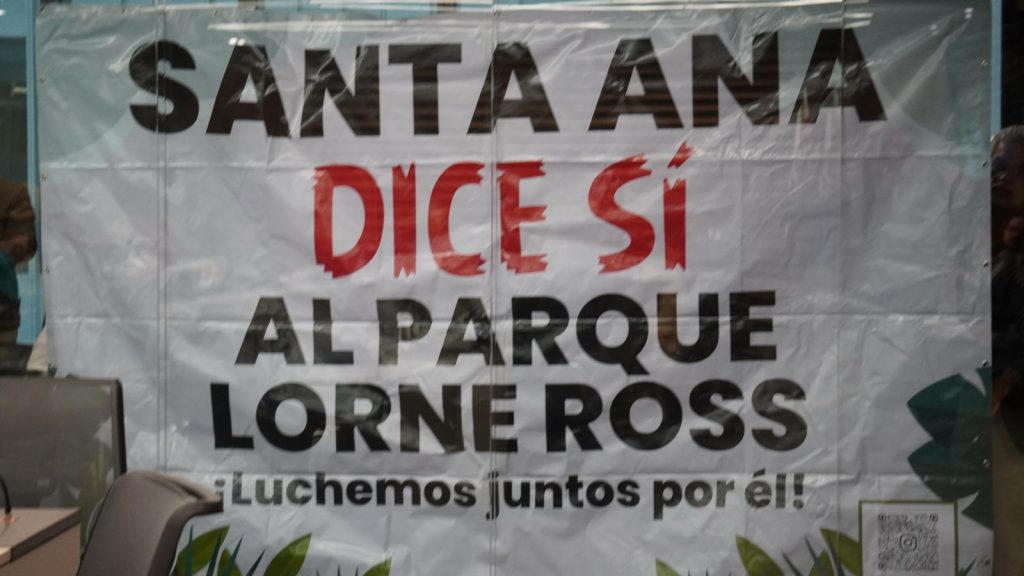 SANTA ANA
DICE SÍ
AL PARQUE
LORNE ROSS
¡Luchemos juntos por él!